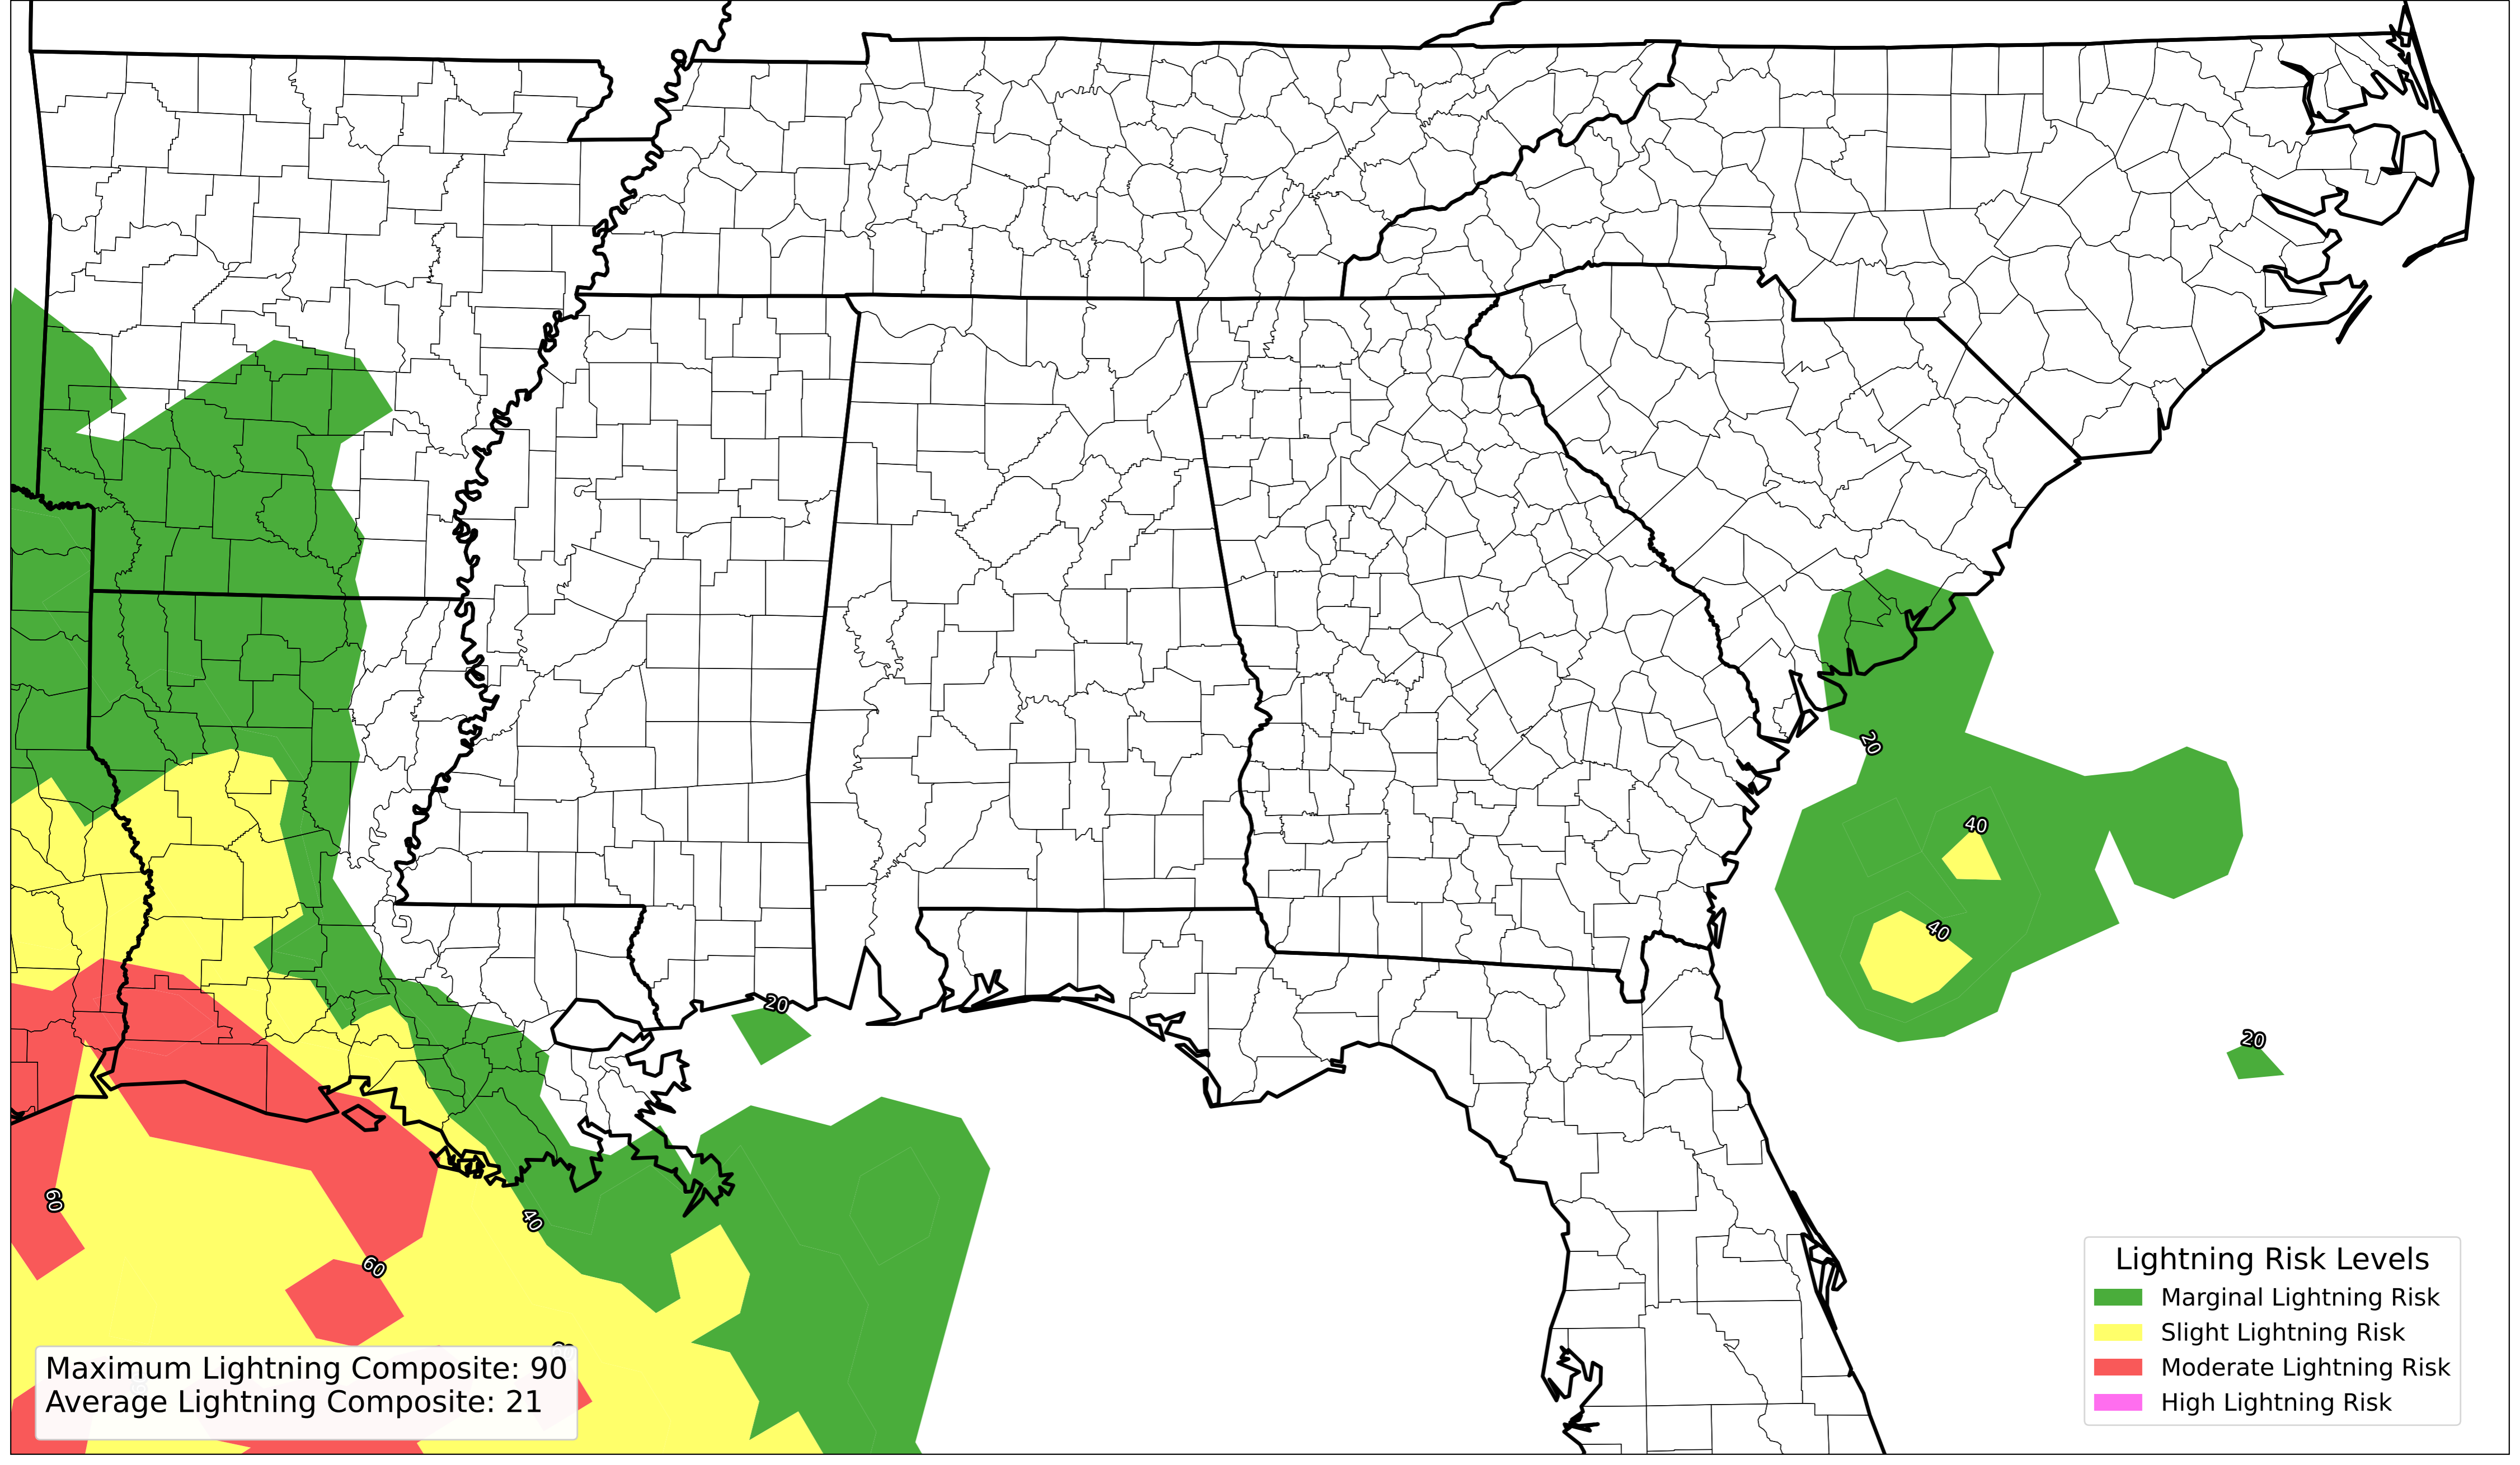 20
40
40
20
20
60
40
60
Maximum Lightning Composite: 90
Average Lightning Composite: 21
Lightning Risk Levels
Marginal Lightning Risk
Slight Lightning Risk
Moderate Lightning Risk
High Lightning Risk